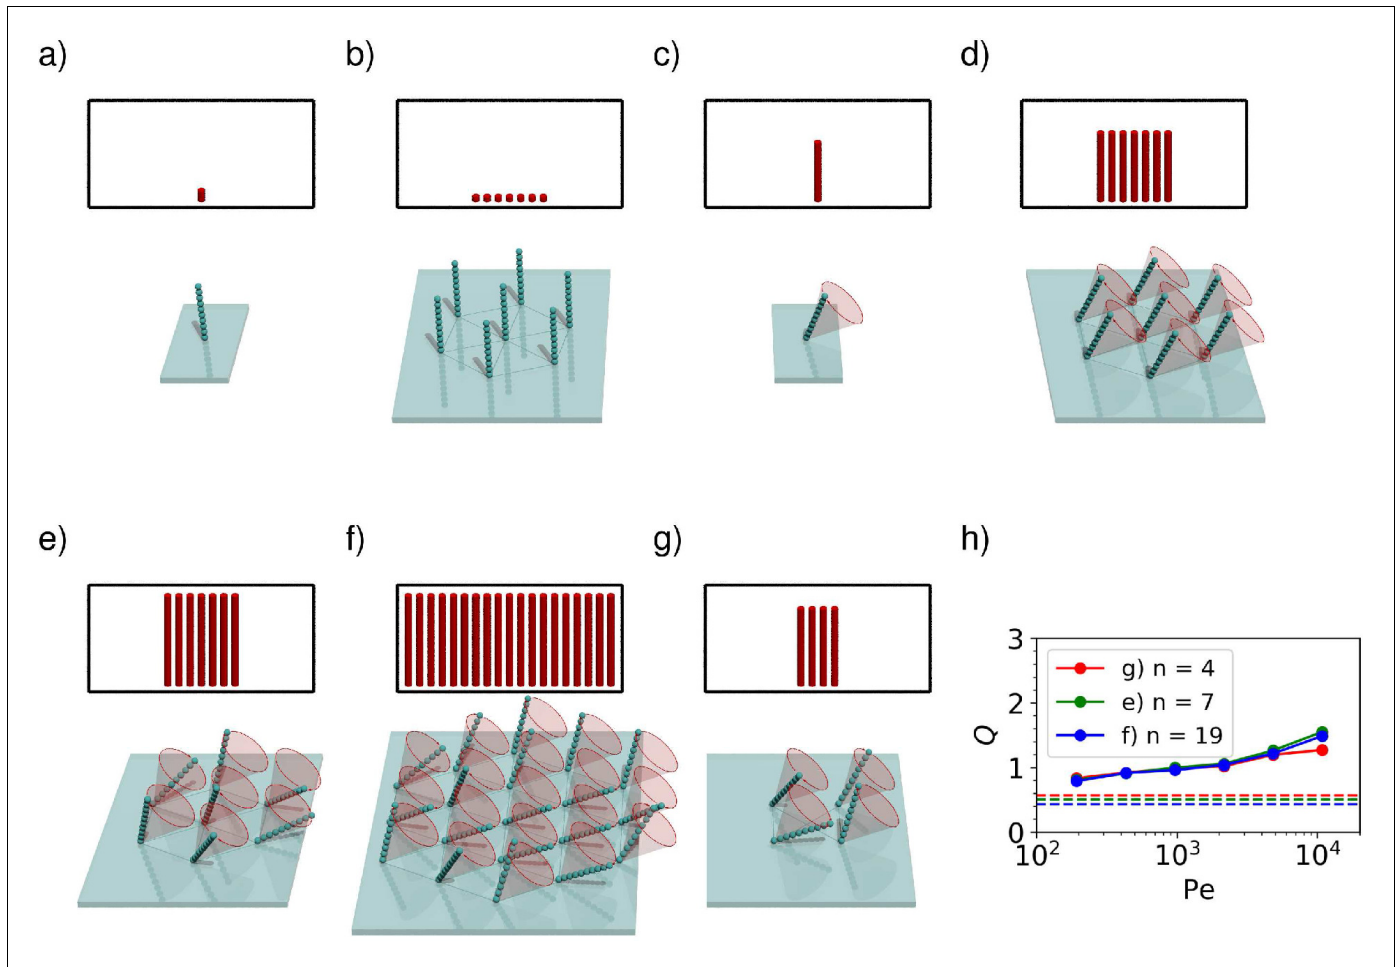 a)
b)
c)
d)
e)
f)
g)
h)
3
2
1
0
Q
g) n = 4
e) n = 7
f) n = 19
10²
10³
10⁴
Pe